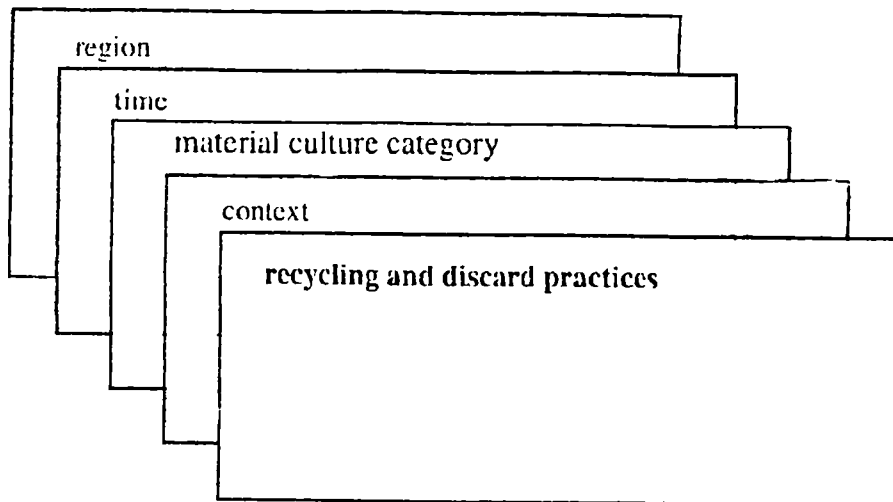 region
time
material culture category
context
recycling and discard practices